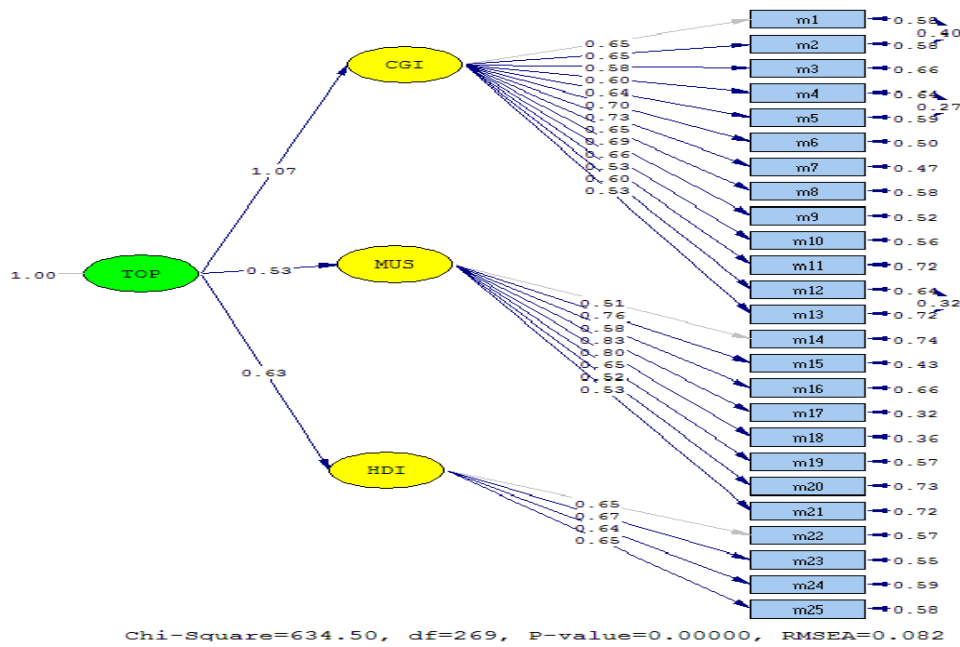 TOP
1.00
1.07
0.53
0.63
CGI
MUS
HDI
0.65
0.65
0.58
0.60
0.64
0.70
0.73
0.65
0.69
0.66
0.53
0.60
0.53
0.51
0.76
0.58
0.83
0.80
0.65
0.52
0.53
0.65
0.67
0.64
0.65
m1 0.58
0.40
m2 0.58
m3 0.66
m4 0.64
0.27
m5 0.59
m6 0.50
m7 0.47
m8 0.58
m9 0.52
m10 0.56
m11 0.72
m12 0.64
0.32
m13 0.72
m14 0.74
m15 0.43
m16 0.66
m17 0.32
m18 0.36
m19 0.57
m20 0.73
m21 0.72
m22 0.57
m23 0.55
m24 0.59
m25 0.58
Chi-Square=634.50, df=269, P-value=0.00000, RMSEA=0.082